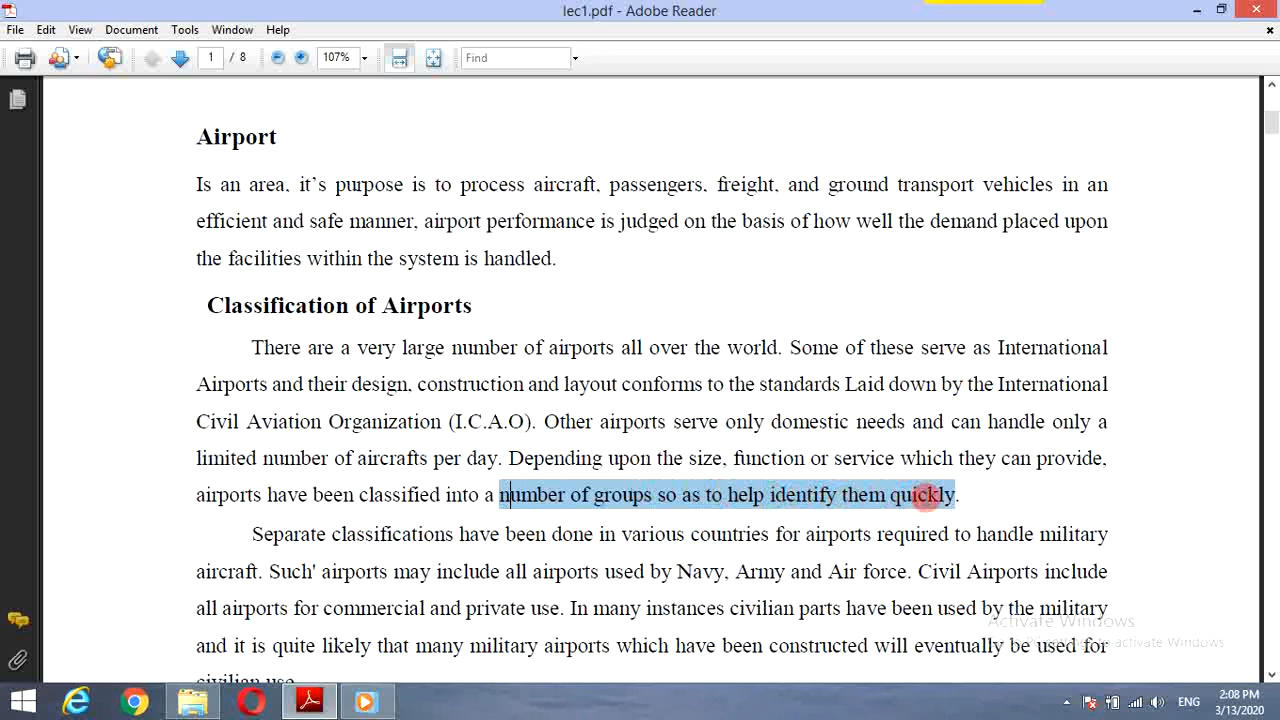 lec1.pdf - Adobe Reader
File Edit View Document Tools Window Help
1 / 8 107% Find
Airport
Is an area, it’s purpose is to process aircraft, passengers, freight, and ground transport vehicles in an
efficient and safe manner, airport performance is judged on the basis of how well the demand placed upon
the facilities within the system is handled.
Classification of Airports
There are a very large number of airports all over the world. Some of these serve as International
Airports and their design, construction and layout conforms to the standards Laid down by the International
Civil Aviation Organization (I.C.A.O). Other airports serve only domestic needs and can handle only a
limited number of aircrafts per day. Depending upon the size, function or service which they can provide,
airports have been classified into a number of groups so as to help identify them quickly.
Separate classifications have been done in various countries for airports required to handle military
aircraft. Such' airports may include all airports used by Navy, Army and Air force. Civil Airports include
all airports for commercial and private use. In many instances civilian parts have been used by the military
Activate Windows
and it is quite likely that many military airports which have been constructed will eventually be used for
to activate Windows
civilian use.
ENG
2:08 PM
3/13/2020